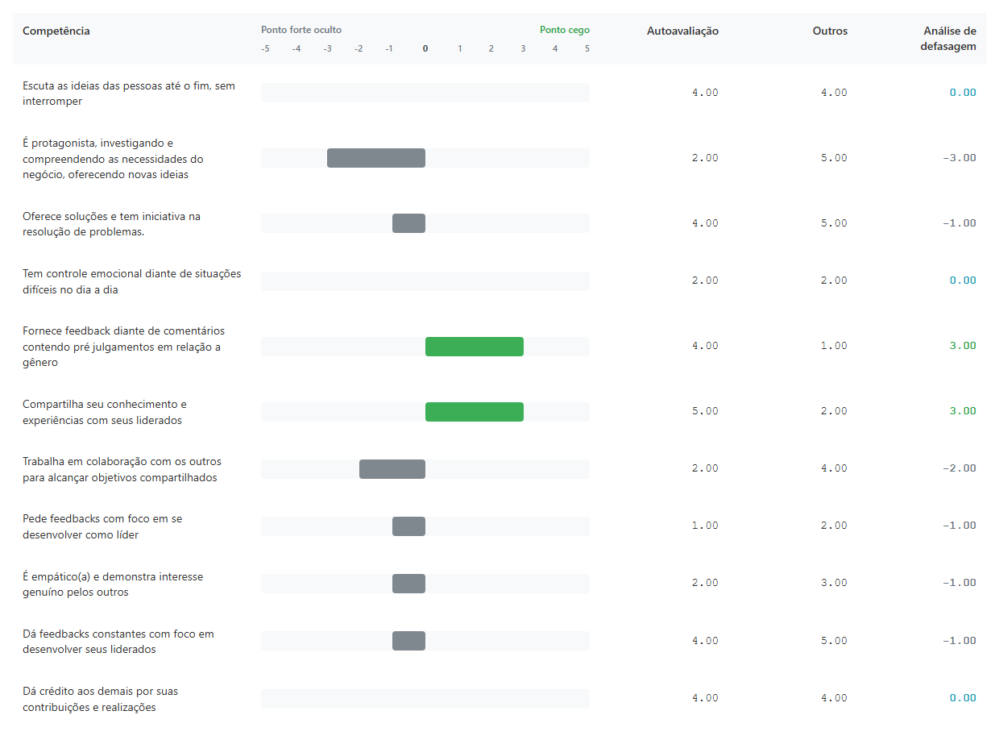 Competência
Ponto forte oculto
Ponto cego
-5 -4 -3 -2 -1 0 1 2 3 4 5
Autoavaliação
Outros
Análise de
defasagem
Escuta as ideias das pessoas até o fim, sem
interromper
4.00 4.00 0.00
É protagonista, investigando e
compreendendo as necessidades do
negócio, oferecendo novas ideias
2.00 5.00 -3.00
Oferece soluções e tem iniciativa na
resolução de problemas.
4.00 5.00 -1.00
Tem controle emocional diante de situações
difíceis no dia a dia
2.00 2.00 0.00
Fornece feedback diante de comentários
contendo pré julgamentos em relação a
gênero
4.00 1.00 3.00
Compartilha seu conhecimento e
experiências com seus liderados
5.00 2.00 3.00
Trabalha em colaboração com os outros
para alcançar objetivos compartilhados
2.00 4.00 -2.00
Pede feedbacks com foco em se
desenvolver como líder
1.00 2.00 -1.00
É empático(a) e demonstra interesse
genuíno pelos outros
2.00 3.00 -1.00
Dá feedbacks constantes com foco em
desenvolver seus liderados
4.00 5.00 -1.00
Dá crédito aos demais por suas
contribuições e realizações
4.00 4.00 0.00